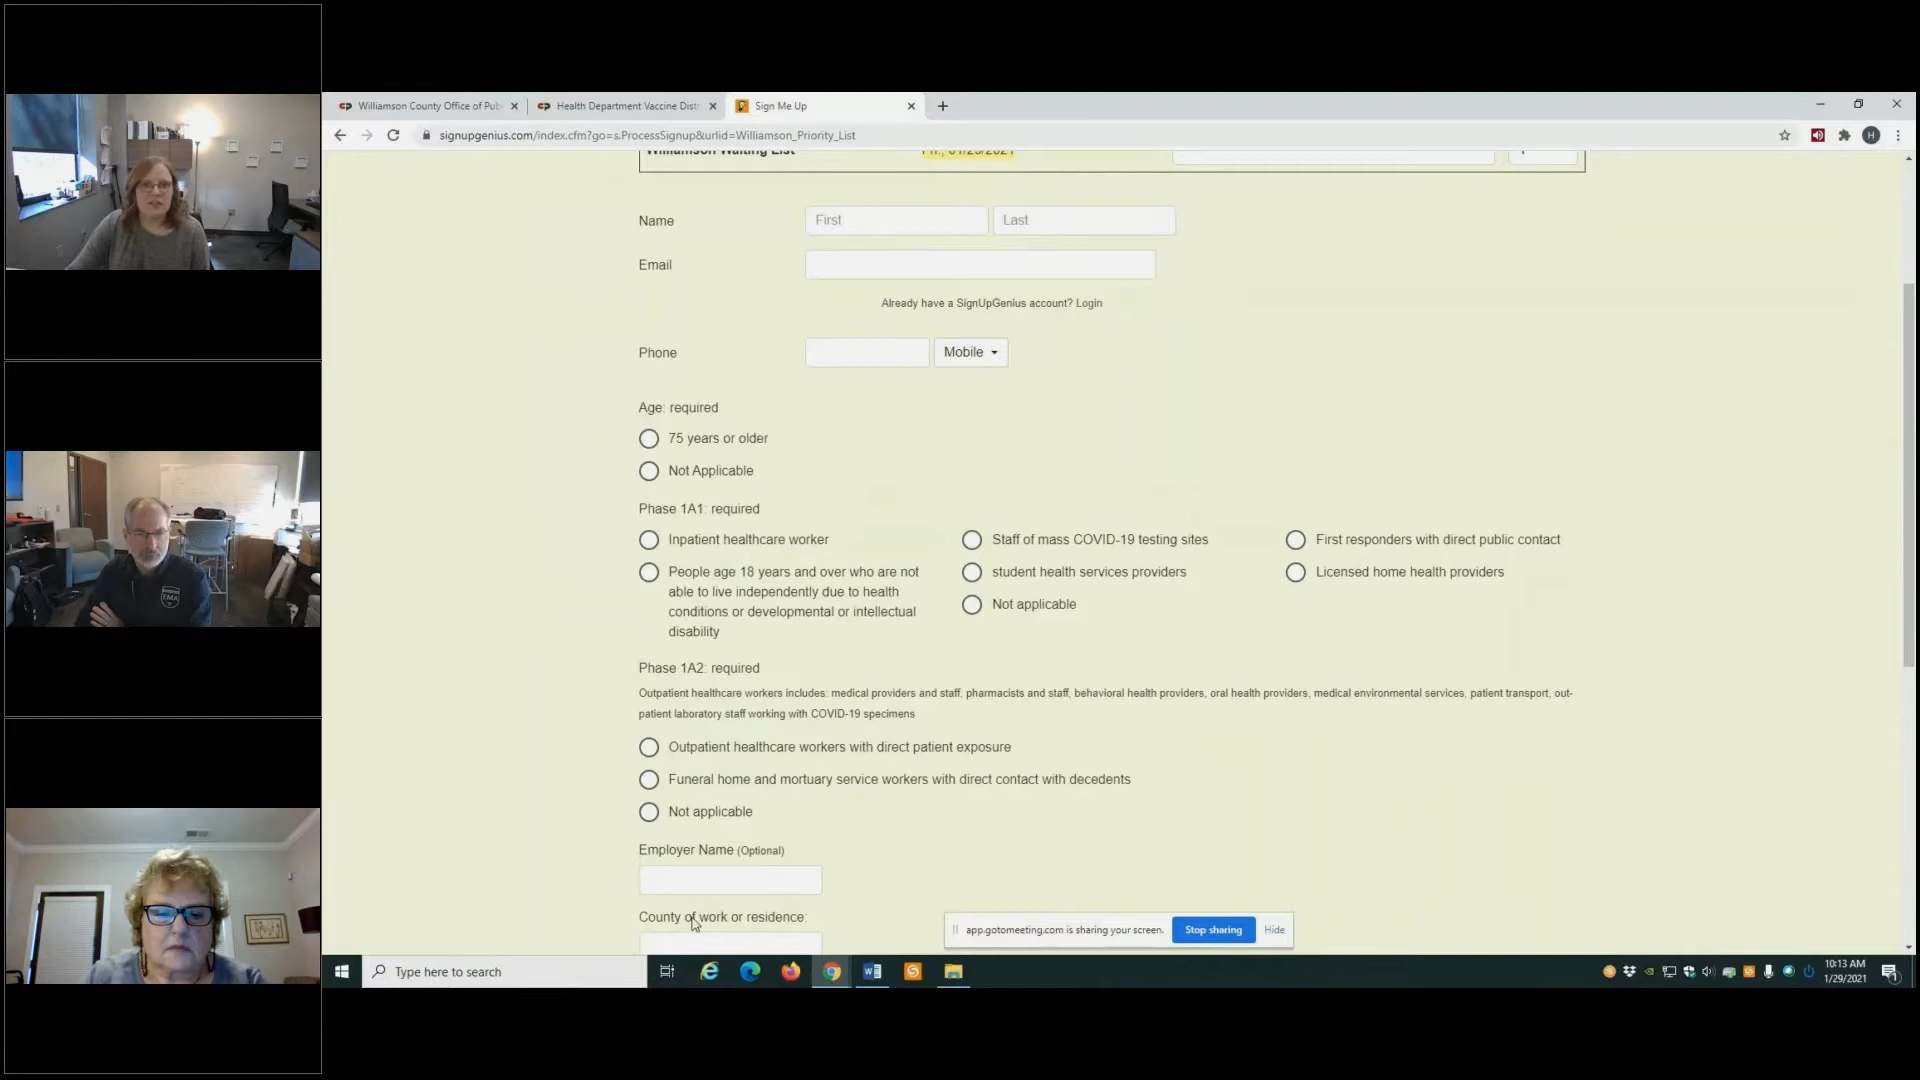 Williamson County Office of Pub
Health Department Vaccine Distr
Sign Me Up
signupgenius.com/index.cfm?go=s.ProcessSignup&urlid=Williamson_Priority_List
H
Williamson Waiting List
Fri., 01/29/2021
Name
First
Last
Email
Already have a SignUpGenius account? Login
Phone
Mobile
Age: required
75 years or older
Not Applicable
Phase 1A1: required
Inpatient healthcare worker
Staff of mass COVID-19 testing sites
First responders with direct public contact
People age 18 years and over who are not
able to live independently due to health
conditions or developmental or intellectual
disability
student health services providers
Licensed home health providers
Not applicable
Phase 1A2: required
Outpatient healthcare workers includes: medical providers and staff, pharmacists and staff, behavioral health providers, oral health providers, medical environmental services, patient transport, out-
patient laboratory staff working with COVID-19 specimens
Outpatient healthcare workers with direct patient exposure
Funeral home and mortuary service workers with direct contact with decedents
Not applicable
Employer Name (Optional)
County of work or residence:
app.gotomeeting.com is sharing your screen.
Stop sharing
Hide
Type here to search
10:13 AM
1/29/2021
EMA